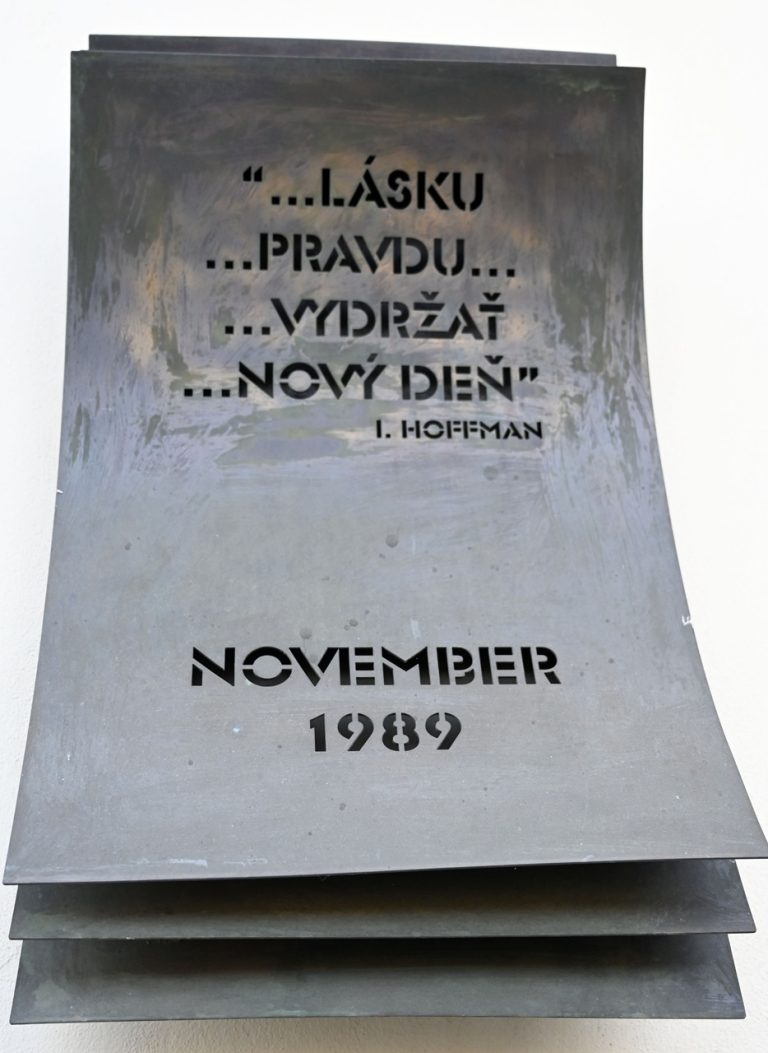 “...LÁSKU
...PRAVDU...
...VYDRŽAŤ
...NOVÝ DEŇ”
I. HOFFMAN
NOVEMBER
1989